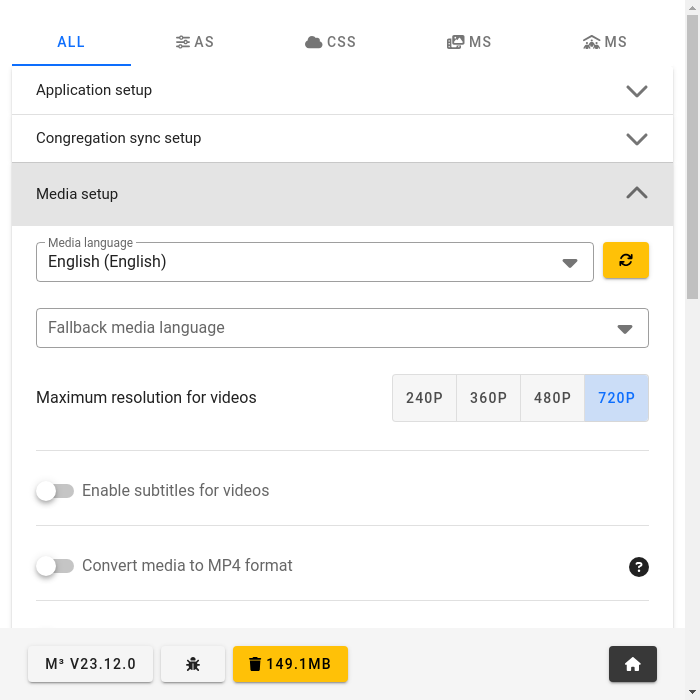 ALL AS CSS MS MS
Application setup
Congregation sync setup
Media setup
Media language
English (English)
Fallback media language
Maximum resolution for videos 240P 360P 480P 720P
Enable subtitles for videos
Convert media to MP4 format ?
M³ V23.12.0 149.1MB